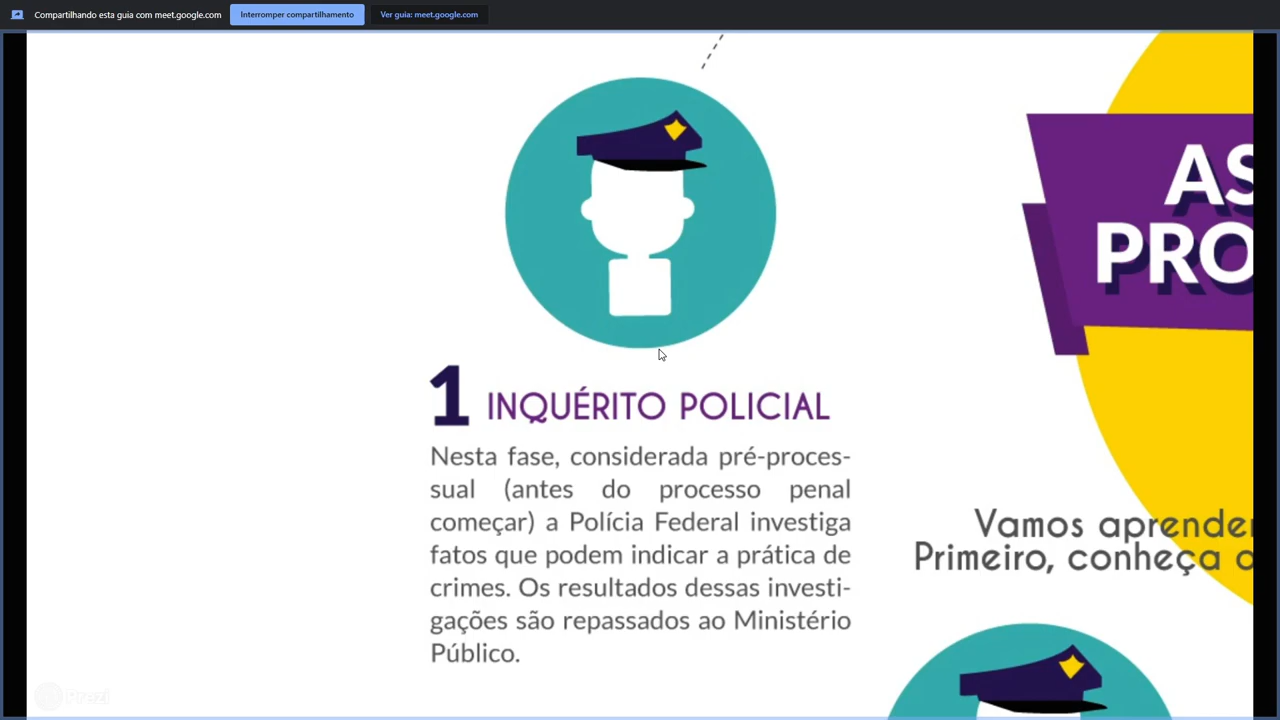 Compartilhando esta guia com meet.google.com
Interromper compartilhamento
Ver guia: meet.google.com
AS
PRO
1 INQUÉRITO POLICIAL
Nesta fase, considerada pré-proces-
sual (antes do processo penal
começar) a Polícia Federal investiga
fatos que podem indicar a prática de
crimes. Os resultados dessas investi-
gações são repassados ao Ministério
Público.
Vamos aprender
Primeiro, conheça o
Prezi